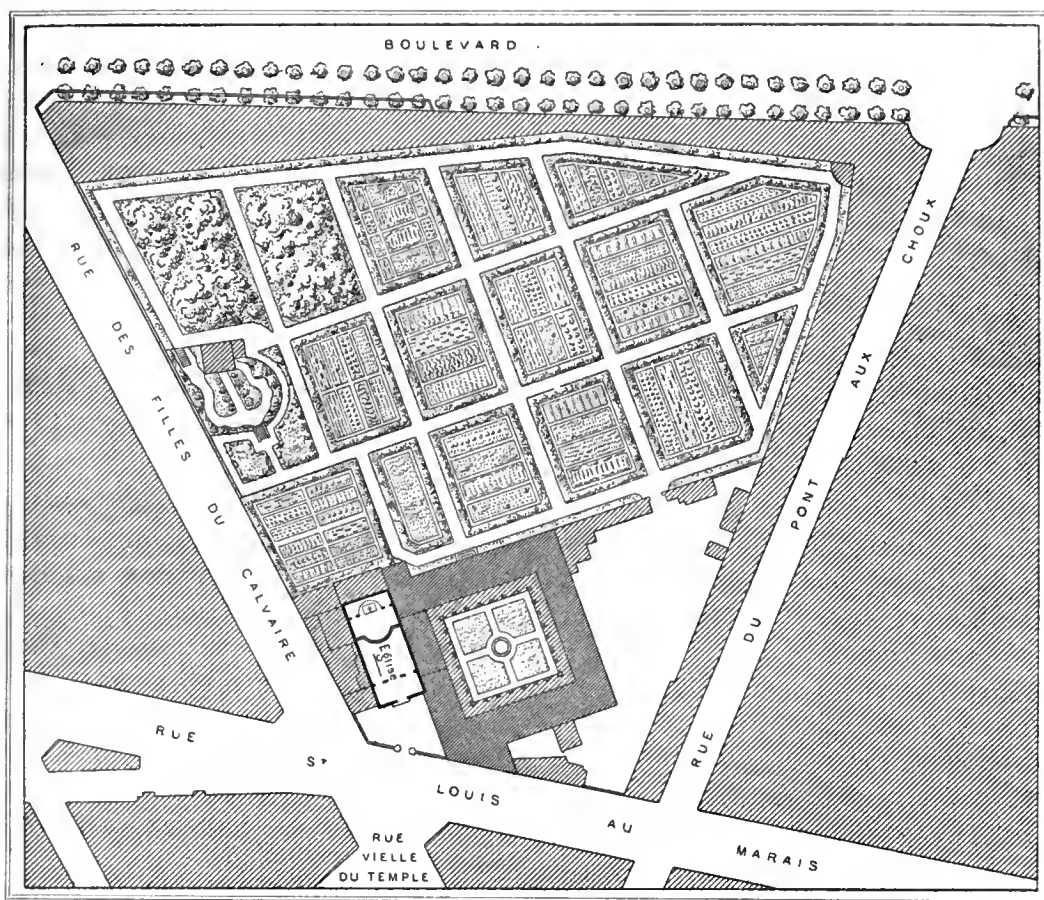 BOULEVARD.
RUE DES FILLES DU CALVAIRE
RUE DU PONT AUX CHOUX
Eglise
RUE ST LOUIS AU MARAIS
RUE
VIELLE
DU TEMPLE